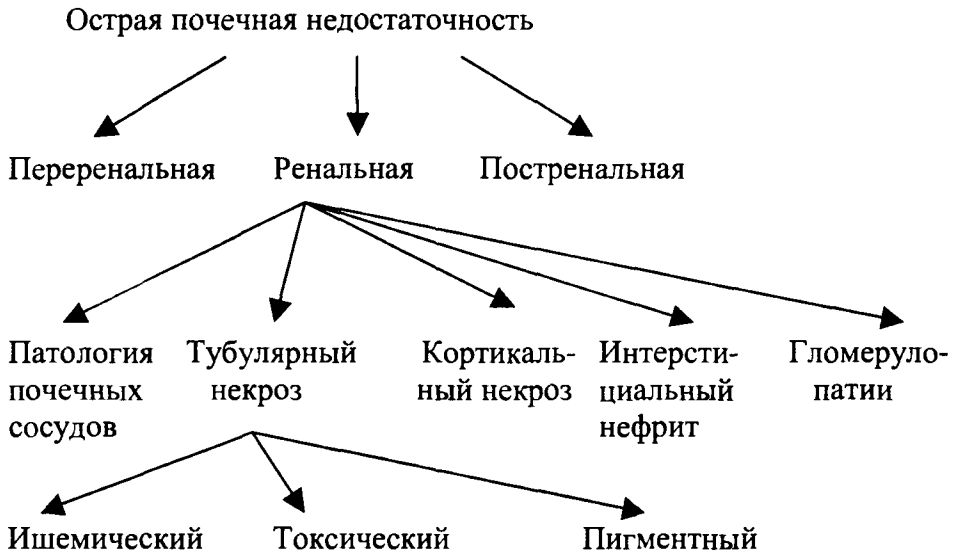 Острая почечная недостаточность
Переренальная Ренальная Постренальная
Патология Тубулярный Кортикаль- Интерсти- Гломеруло-
почечных некроз ный некроз циальный патии
сосудов нефрит
Ишемический Токсический Пигментный